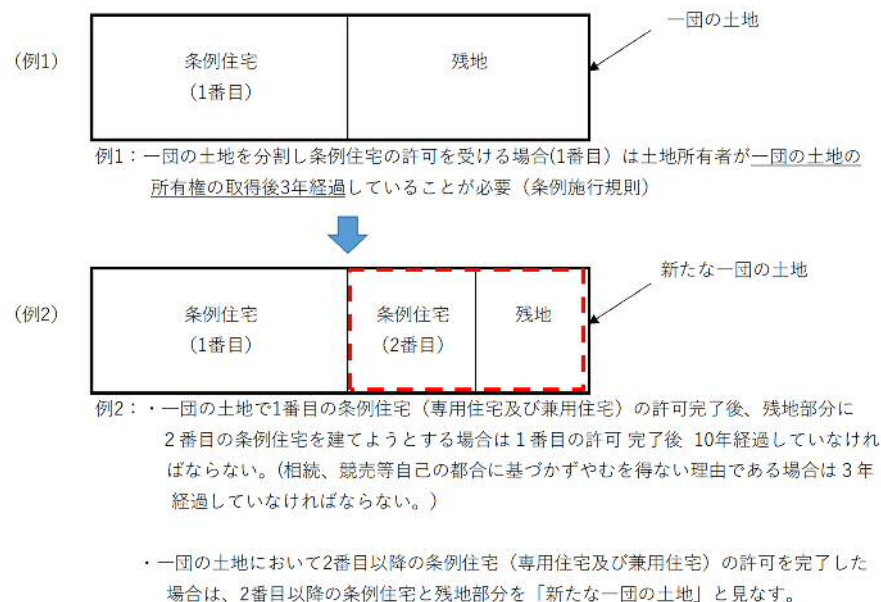 一団の土地
(例1)
条例住宅
(1番目)
残地
例1：一団の土地を分割し条例住宅の許可を受ける場合(1番目）は土地所有者が一団の土地の
所有権の取得後3年経過していることが必要（条例施行規則）
新たな一団の土地
(例2)
条例住宅
（1番目）
条例住宅
（2番目）
残地
例2：・一団の土地で1番目の条例住宅（専用住宅及び兼用住宅）の許可完了後、残地部分に
２番目の条例住宅を建てようとする場合は１番目の許可 完了後 10年経過していなけれ
ばならない。(相続、競売等自己の都合に基づかずやむを得ない理由である場合は３年
経過していなければならない。）
・一団の土地において2番目以降の条例住宅（専用住宅及び兼用住宅）の許可を完了した
場合は、2番目以降の条例住宅と残地部分を「新たな一団の土地」と見なす。